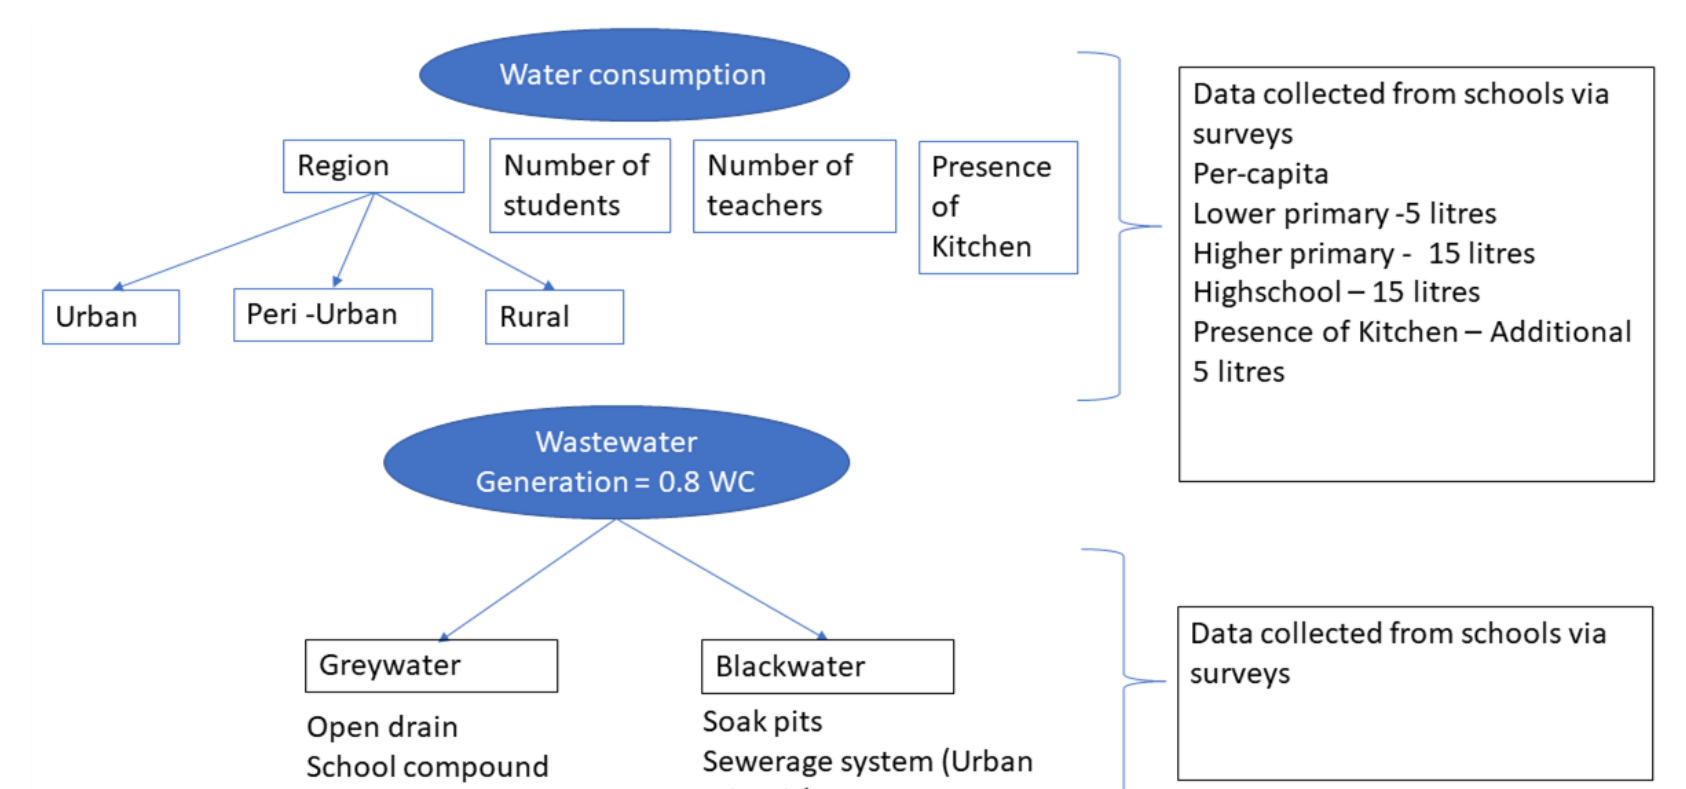 Water consumption
Region
Number of
students
Number of
teachers
Presence
of
Kitchen
Urban
Peri -Urban
Rural
Data collected from schools via
surveys
Per-capita
Lower primary -5 litres
Higher primary -  15 litres
Highschool – 15 litres
Presence of Kitchen – Additional
5 litres
Wastewater
Generation = 0.8 WC
Greywater
Open drain
School compound
Blackwater
Soak pits
Sewerage system (Urban
Data collected from schools via
surveys